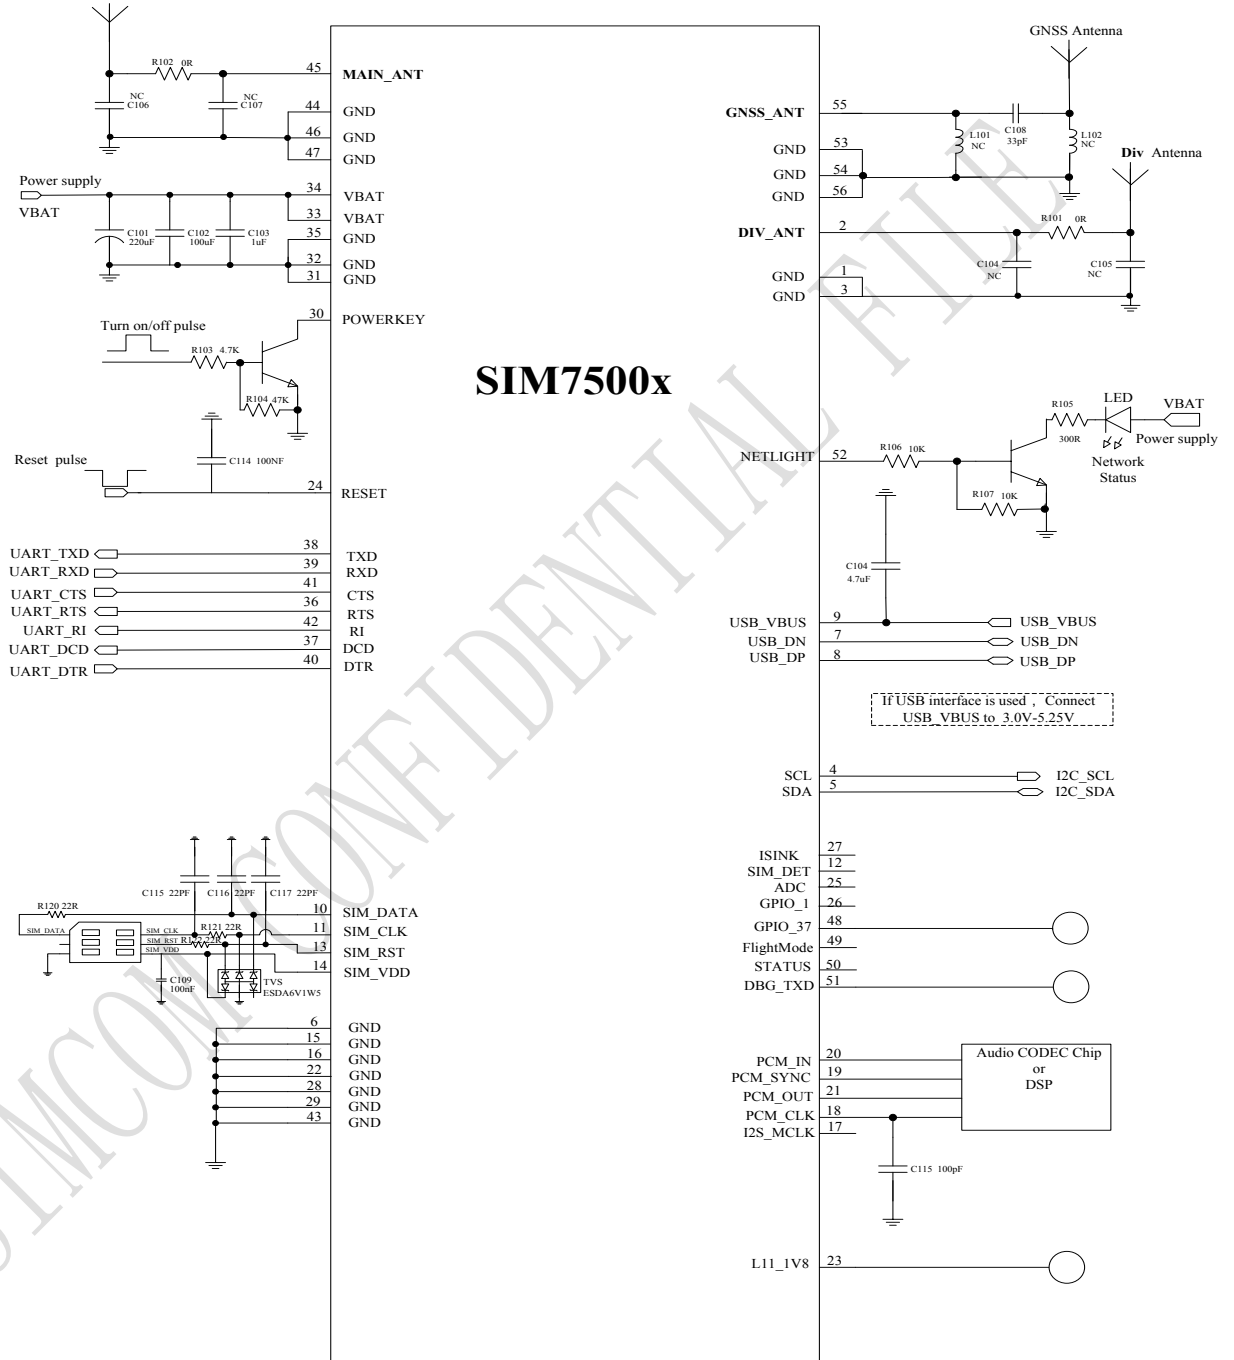 R102 0R
45
MAIN_ANT
NC
C106
NC
C107
44
GND
46
GND
47
GND
Power supply
VBAT
34
VBAT
33
VBAT
35
GND
32
GND
31
GND
C101
220uF
C102
100uF
C103
1uF
30
POWERKEY
Turn on/off pulse
R103 4.7K
R104 47K
C114 100NF
Reset pulse
24
RESET
UART_TXD
38
TXD
UART_RXD
39
RXD
UART_CTS
41
CTS
UART_RTS
36
RTS
UART_RI
42
RI
UART_DCD
37
DCD
UART_DTR
40
DTR
C115 22PF
C116 22PF
C117 22PF
R120 22R
10
SIM_DATA
SIM_DATA
SIM_CLK
R121 22R
11
SIM_CLK
SIM_RST
R122 22R
13
SIM_RST
SIM_VDD
14
SIM_VDD
C109
100nF
TVS
ESDA6V1W5
6
GND
15
GND
16
GND
22
GND
28
GND
29
GND
43
GND
SIM7500x
GNSS Antenna
GNSS_ANT
55
L101
NC
C108
33pF
L102
NC
GND
53
GND
54
GND
56
Div Antenna
DIV_ANT
2
R101 0R
C104
NC
C105
NC
GND
1
GND
3
R105
300R
LED
VBAT
Power supply
Network
Status
NETLIGHT
52
R106 10K
R107 10K
C104
4.7uF
USB_VBUS
9
USB_VBUS
USB_DN
7
USB_DN
USB_DP
8
USB_DP
If USB interface is used , Connect
USB_VBUS to 3.0V-5.25V
SCL
4
I2C_SCL
SDA
5
I2C_SDA
ISINK
27
SIM_DET
12
ADC
25
GPIO_1
26
GPIO_37
48
FlightMode
49
STATUS
50
DBG_TXD
51
PCM_IN
20
PCM_SYNC
19
PCM_OUT
21
PCM_CLK
18
I2S_MCLK
17
Audio CODEC Chip
or
DSP
C115 100pF
L11_1V8
23
SIMCOM CONFIDENTIAL FILE